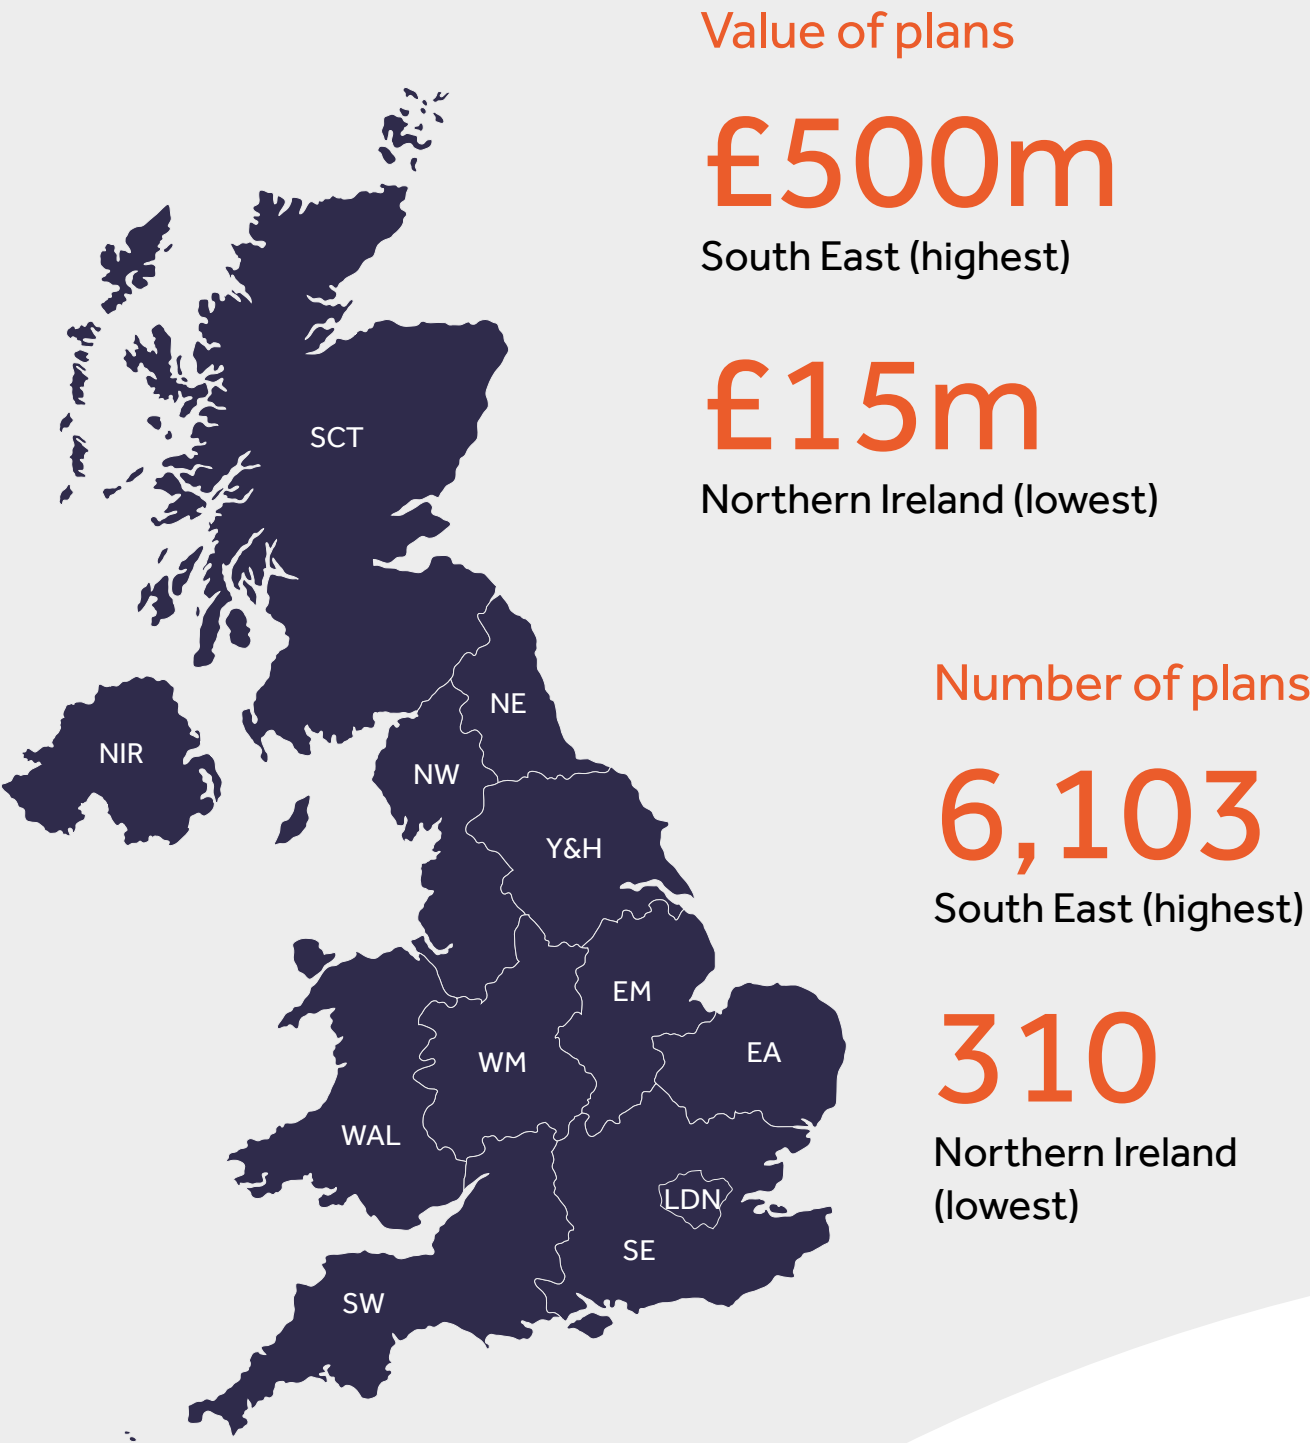 Value of plans
£500m
South East (highest)
£15m
Northern Ireland (lowest)
Number of plans
6,103
South East (highest)
310
Northern Ireland
(lowest)
SCT
NE
NIR
NW
Y&H
EM
EA
WM
WAL
LDN
SE
SW